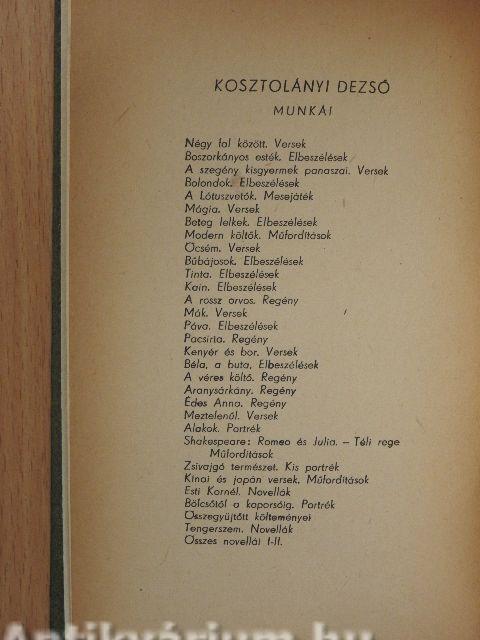 KOSZTOLÁNYI DEZSŐ
MUNKÁI
Négy fal között. Versek
Boszorkányos esték. Elbeszélések
A szegény kisgyermek panaszai. Versek
Bolondok. Elbeszélések
A Lótuszevők. Mesejáték
Mágia. Versek
Beteg lelkek. Elbeszélések
Modern költők. Műfordítások
Öcsém. Versek
Bűbájosok. Elbeszélések
Tinta. Elbeszélések
Kain. Elbeszélések
A rossz orvos. Regény
Mák. Versek
Páva. Elbeszélések
Pacsirta. Regény
Kenyér és bor. Versek
Béla, a buta, Elbeszélések
A véres költő. Regény
Aranysárkány. Regény
Édes Anna. Regény
Meztelenül. Versek
Alakok. Portrék
Shakespeare: Romeo és Julia. – Téli rege
Műfordítások
Zsivajgó természet. Kis portrék
Kínai és japán versek. Műfordítások
Esti Kornél. Novellák
Bölcsőtől a koporsóig. Portrék
Összegyűjtött költeményei
Tengerszem. Novellák
Összes novellái I-II.
Antikvárium.hu